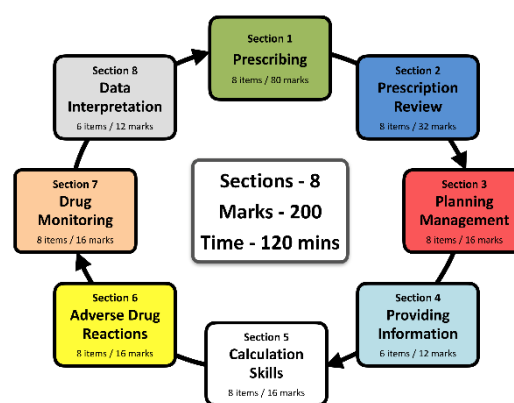 Section 1
Prescribing
8 items / 80 marks
Section 2
Prescription
Review
8 items / 32 marks
Section 3
Planning
Management
8 items / 16 marks
Section 4
Providing
Information
6 items / 12 marks
Section 5
Calculation
Skills
8 items / 16 marks
Section 6
Adverse Drug
Reactions
8 items / 16 marks
Section 7
Drug
Monitoring
8 items / 16 marks
Section 8
Data
Interpretation
6 items / 12 marks
Sections - 8
Marks - 200
Time - 120 mins